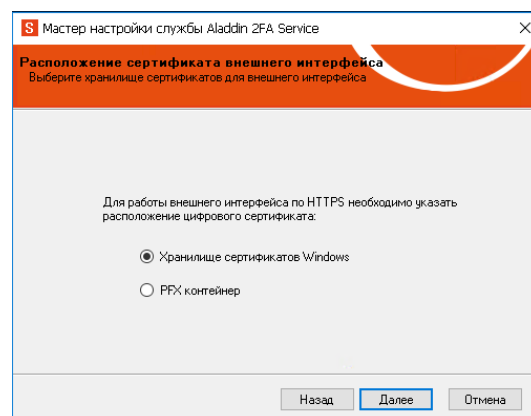 S Мастер настройки службы Aladdin 2FA Service
Расположение сертификата внешнего интерфейса
Выберите хранилище сертификатов для внешнего интерфейса
Для работы внешнего интерфейса по HTTPS необходимо указать
расположение цифрового сертификата:
Хранилище сертификатов Windows
PFX контейнер
Назад Далее Отмена